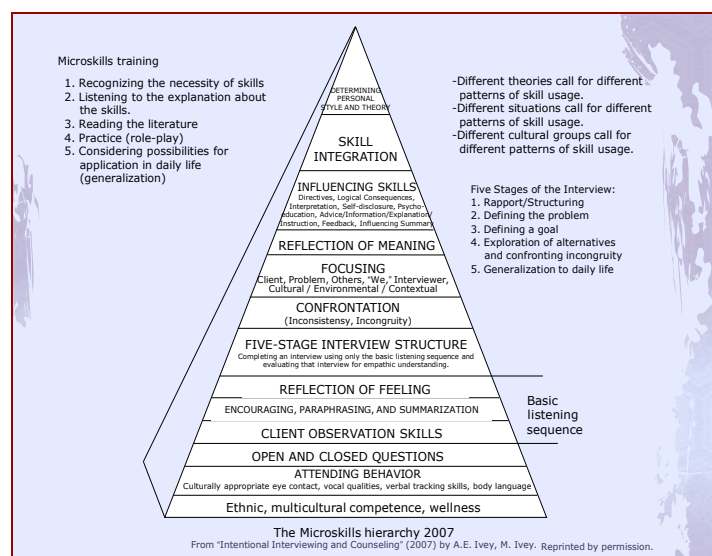 Microskills training
1. Recognizing the necessity of skills
2. Listening to the explanation about
the skills.
3. Reading the literature
4. Practice (role-play)
5. Considering possibilities for
application in daily life
(generalization)
-Different theories call for different
patterns of skill usage.
-Different situations call for different
patterns of skill usage.
-Different cultural groups call for
different patterns of skill usage.
Five Stages of the Interview:
1. Rapport/Structuring
2. Defining the problem
3. Defining a goal
4. Exploration of alternatives
and confronting incongruity
5. Generalization to daily life
DETERMINING
PERSONAL
STYLE AND THEORY
SKILL
INTEGRATION
INFLUENCING SKILLS
Directives, Logical Consequences,
Interpretation, Self-disclosure, Psycho-
education, Advice/Information/Explanation/
Instruction, Feedback, Influencing Summary
REFLECTION OF MEANING
FOCUSING
Client, Problem, Others, "We," Interviewer,
Cultural / Environmental / Contextual
CONFRONTATION
(Inconsistency, Incongruity)
FIVE-STAGE INTERVIEW STRUCTURE
Completing an interview using only the basic listening sequence and
evaluating that interview for empathic understanding.
REFLECTION OF FEELING
ENCOURAGING, PARAPHRASING, AND SUMMARIZATION
CLIENT OBSERVATION SKILLS
Basic
listening
sequence
OPEN AND CLOSED QUESTIONS
ATTENDING BEHAVIOR
Culturally appropriate eye contact, vocal qualities, verbal tracking skills, body language
Ethnic, multicultural competence, wellness
The Microskills hierarchy 2007
From "Intentional Interviewing and Counseling" (2007) by A.E. Ivey, M. Ivey. Reprinted by permission.